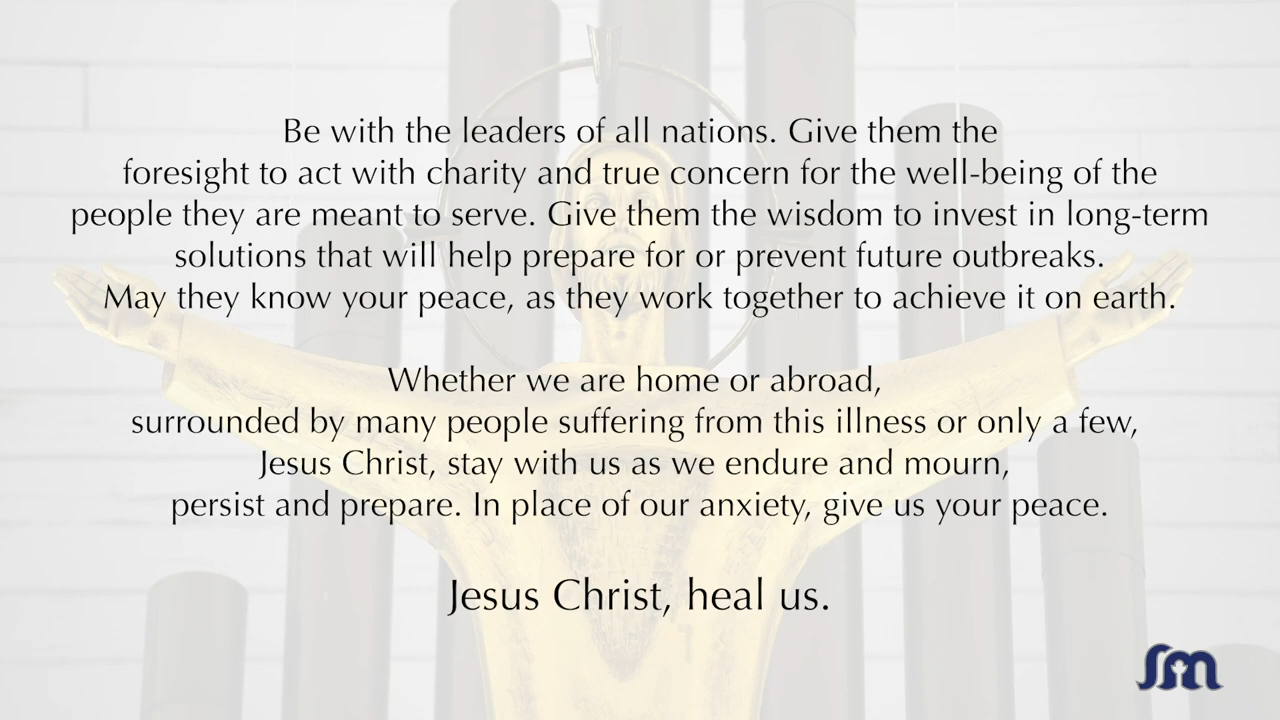 Be with the leaders of all nations. Give them the
foresight to act with charity and true concern for the well-being of the
people they are meant to serve. Give them the wisdom to invest in long-term
solutions that will help prepare for or prevent future outbreaks.
May they know your peace, as they work together to achieve it on earth.
Whether we are home or abroad,
surrounded by many people suffering from this illness or only a few,
Jesus Christ, stay with us as we endure and mourn,
persist and prepare. In place of our anxiety, give us your peace.
Jesus Christ, heal us.